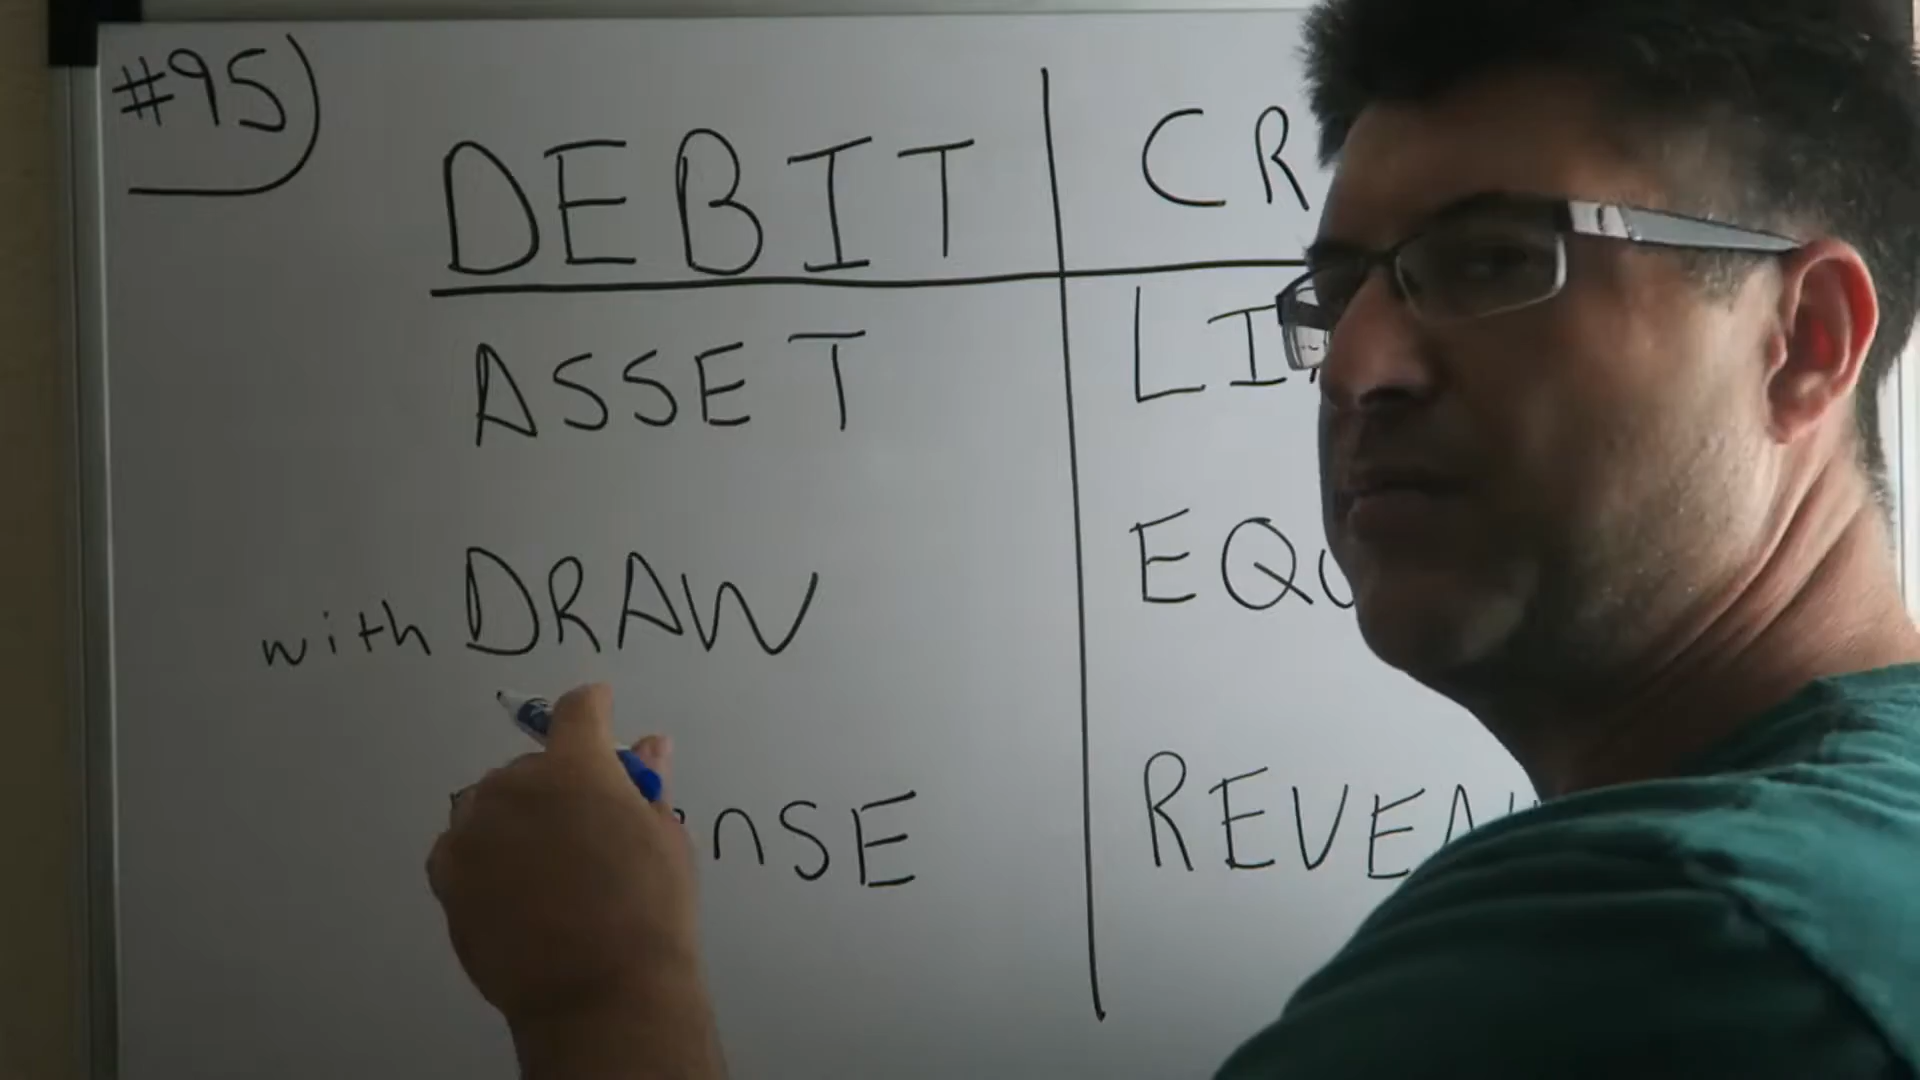 #95
DEBIT CR
ASSET LI
with DRAW EQU
nSE REVEN